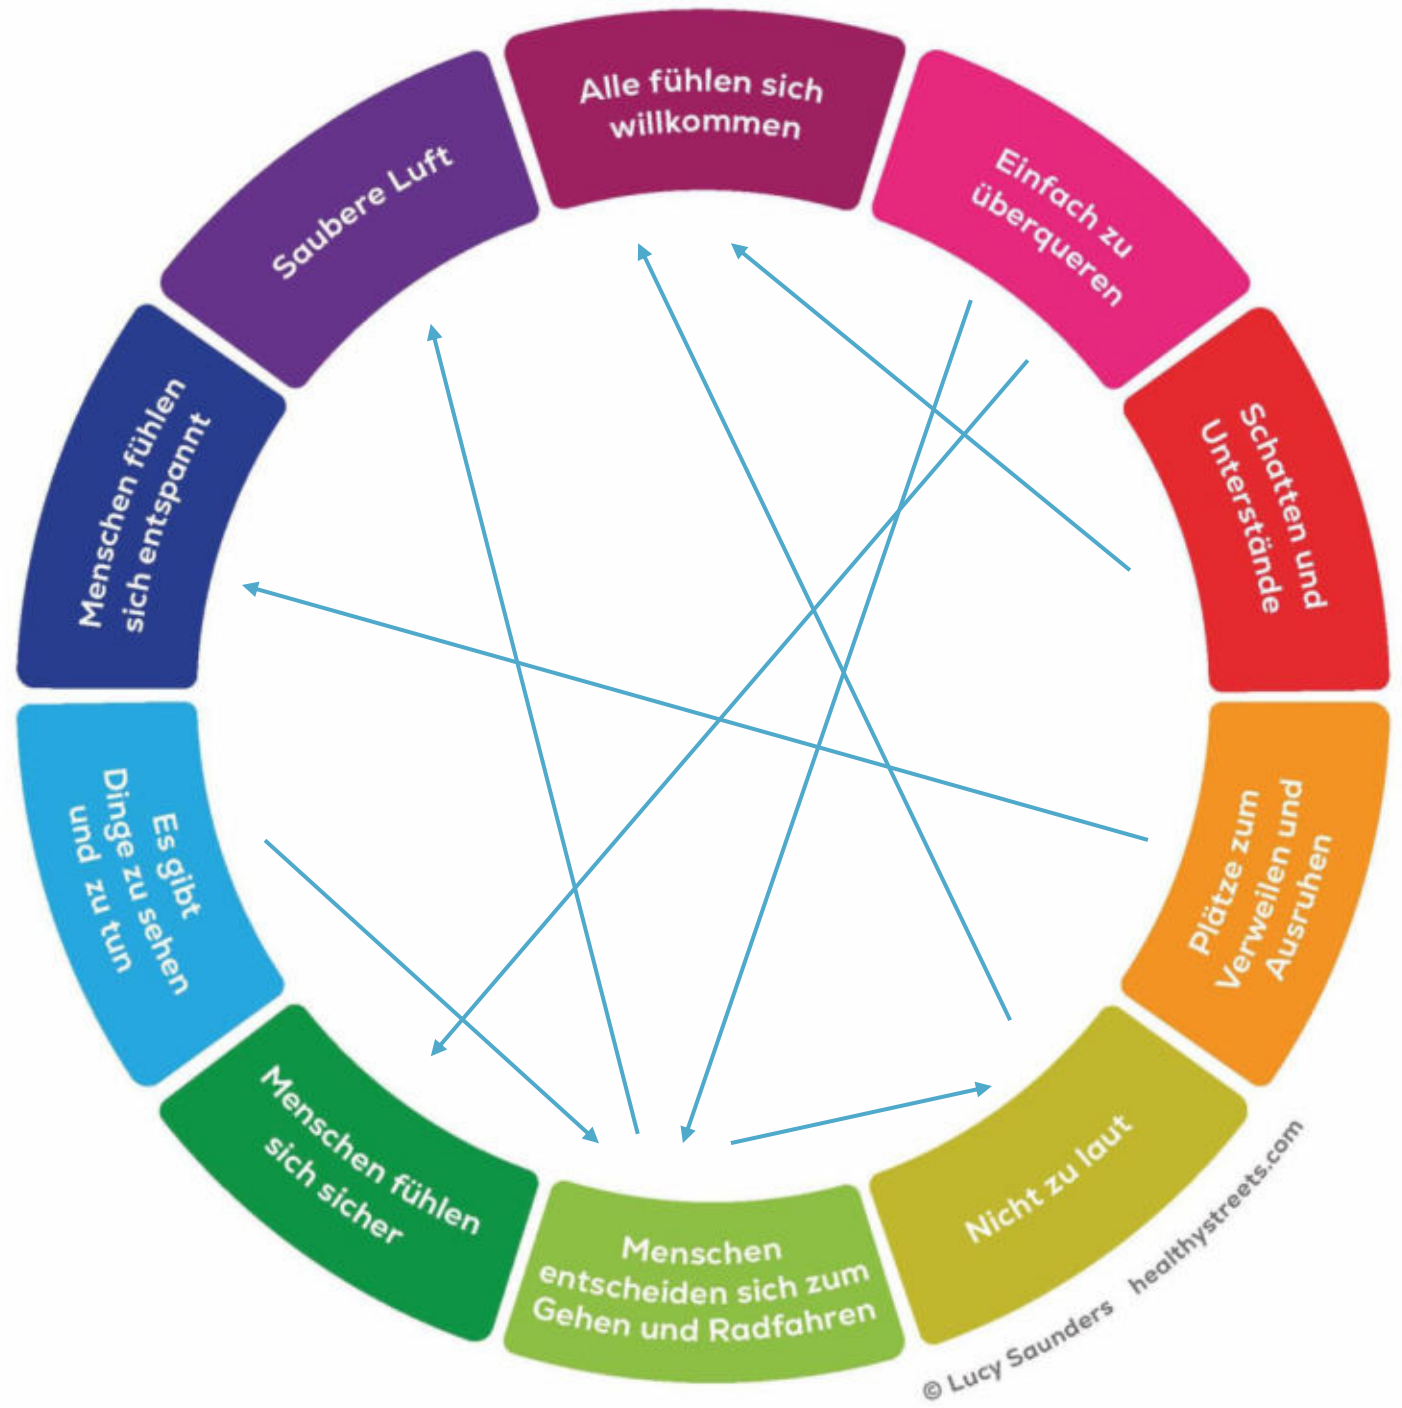 Alle fühlen sich
willkommen
Einfach zu
überqueren
Schatten und
Unterstände
Plätze zum
Verweilen und
Ausruhen
Nicht zu laut
Menschen
entscheiden sich zum
Gehen und Radfahren
Menschen fühlen
sich sicher
Es gibt
Dinge zu sehen
und zu tun
Menschen fühlen
sich entspannt
Saubere Luft
© Lucy Saunders healthystreets.com